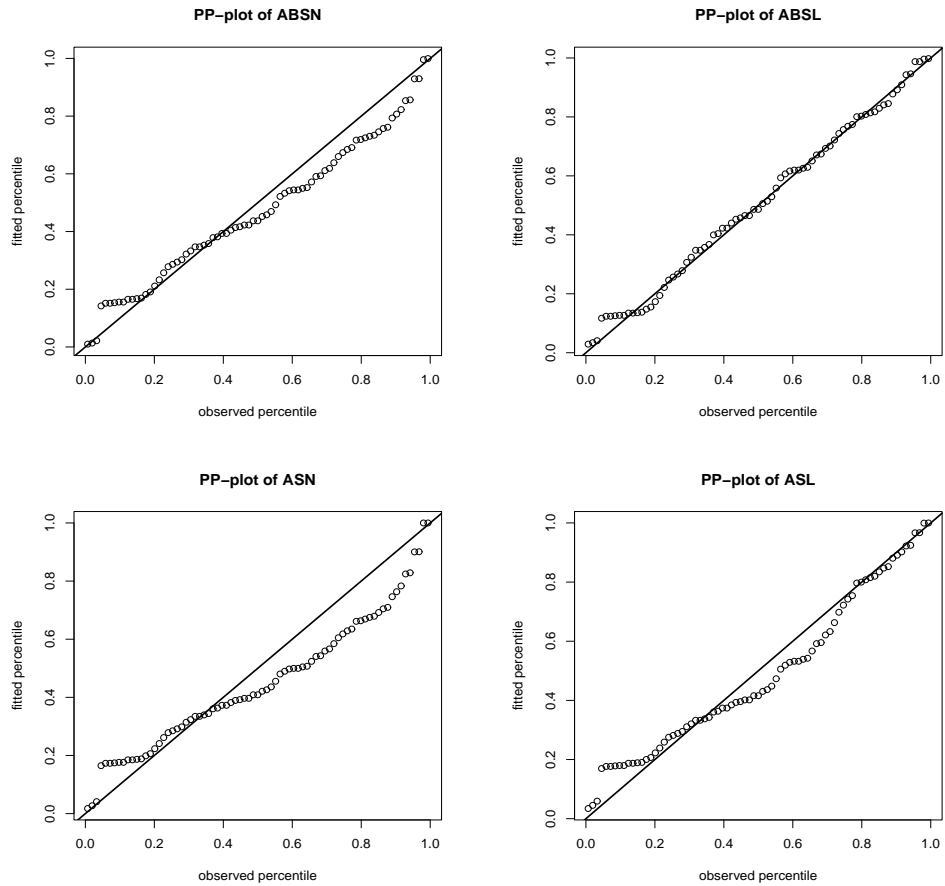 PP−plot of ABSN
fitted percentile
1.0
0.8
0.6
0.4
0.2
0.0
0.0 0.2 0.4 0.6 0.8 1.0
observed percentile
PP−plot of ABSL
fitted percentile
1.0
0.8
0.6
0.4
0.2
0.0
0.0 0.2 0.4 0.6 0.8 1.0
observed percentile
PP−plot of ASN
fitted percentile
1.0
0.8
0.6
0.4
0.2
0.0
0.0 0.2 0.4 0.6 0.8 1.0
observed percentile
PP−plot of ASL
fitted percentile
1.0
0.8
0.6
0.4
0.2
0.0
0.0 0.2 0.4 0.6 0.8 1.0
observed percentile